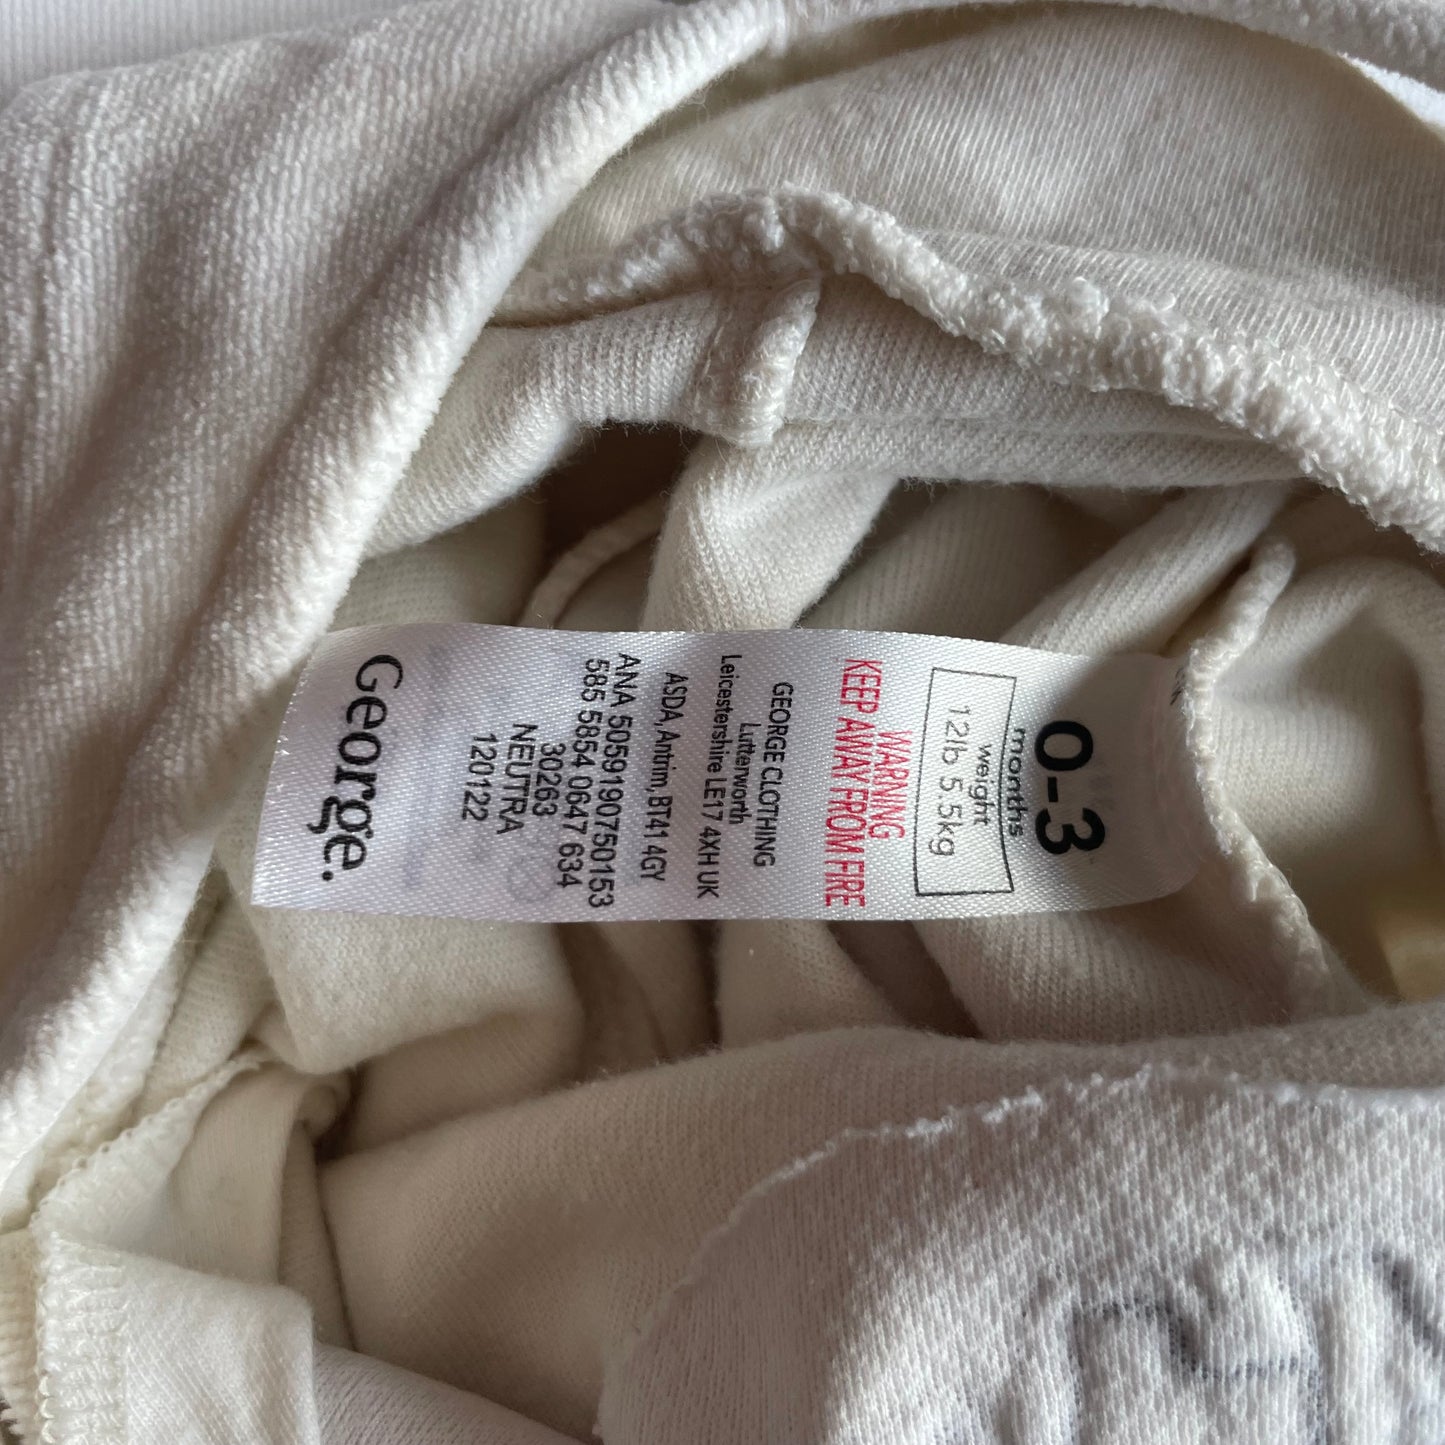 0-3
months
weight
12lb 5.5kg
WARNING
KEEP AWAY FROM FIRE
GEORGE CLOTHING
Lutterworth
Leicestershire LE17 4XH UK
ASDA, Antrim, BT41 4GY
ANA 5059190750153
585 5854 0647 634
30263
NEUTRA
120122
George.